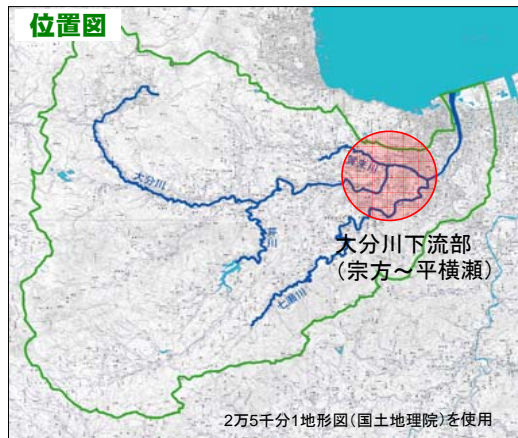 位置図
賀来川
大分川
芹川
七瀬川
大分川下流部
（宗方～平横瀬）
2万5千分1地形図(国土地理院)を使用